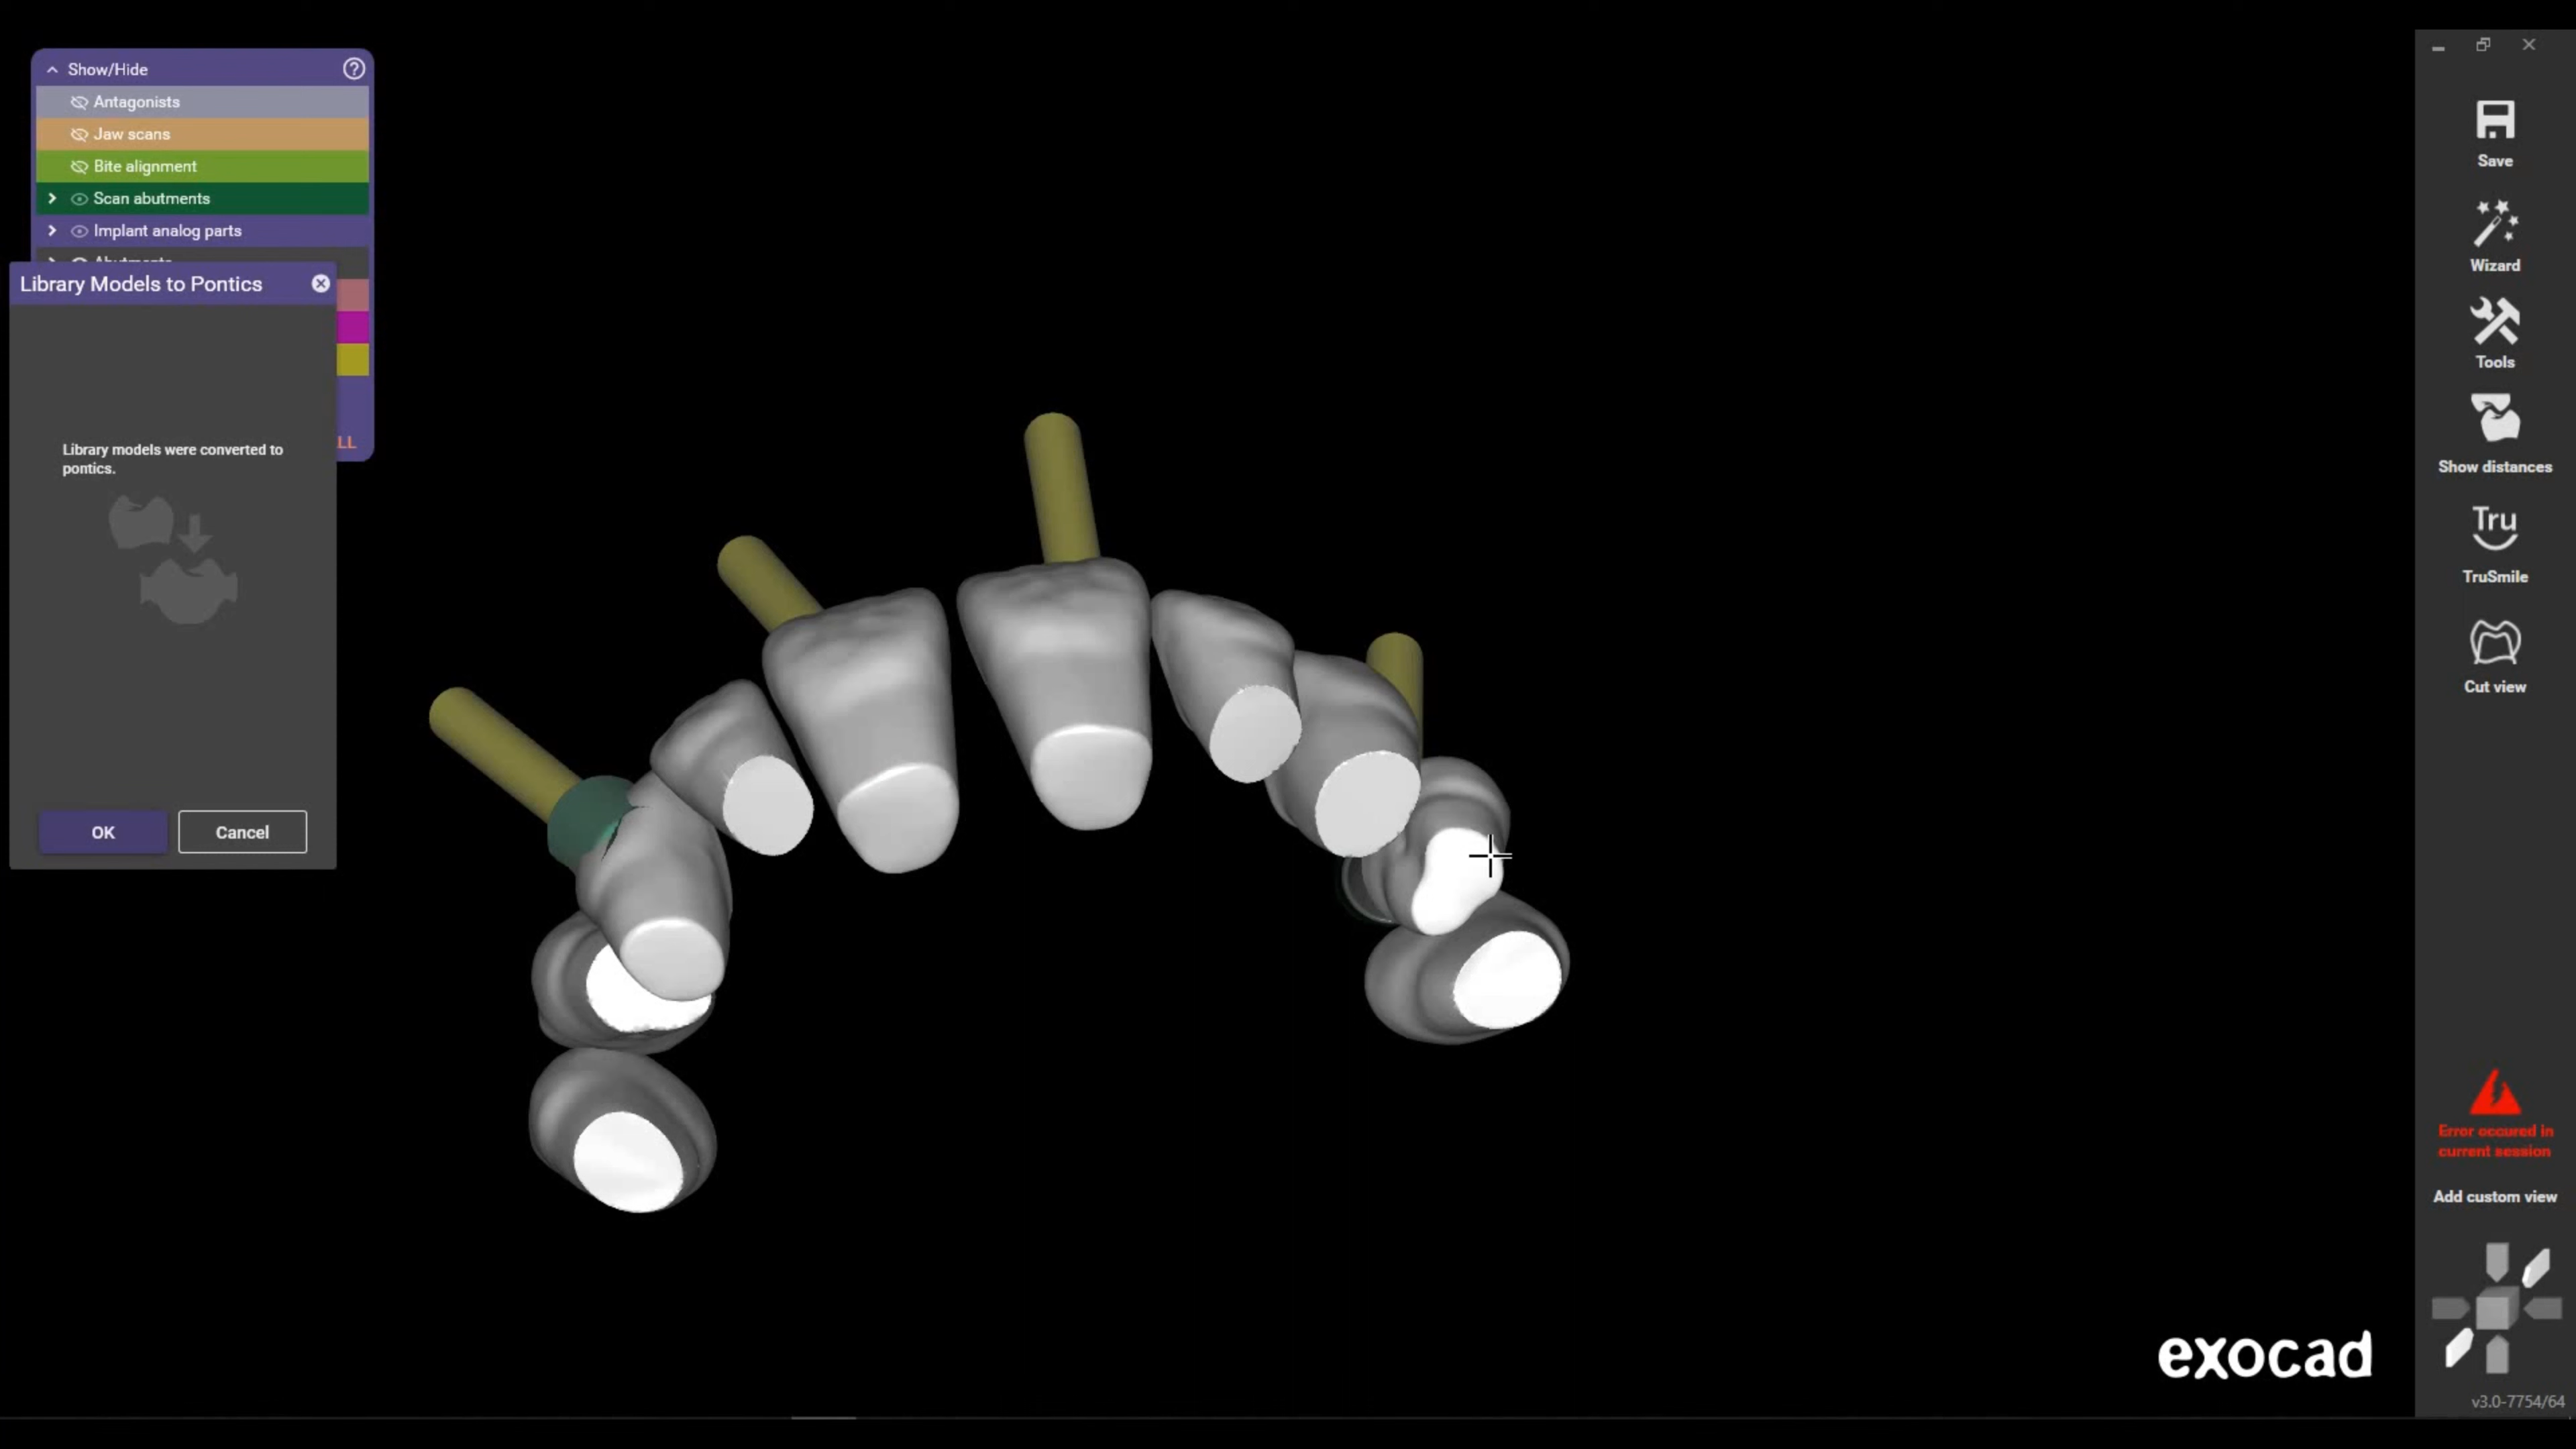 Show/Hide
Antagonists
Jaw scans
Bite alignment
Scan abutments
Implant analog parts
Abutments
Library Models to Pontics
Library models were converted to
pontics.
LL
OK
Cancel
Save
Wizard
Tools
Show distances
Tru
TruSmile
Cut view
Error occured in
current session
Add custom view
exocad
v3.0-7754/64